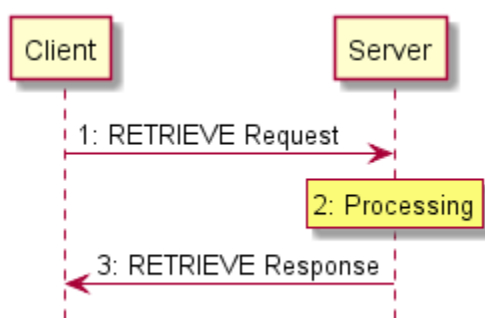 Client
Server
1: RETRIEVE Request
2: Processing
3: RETRIEVE Response